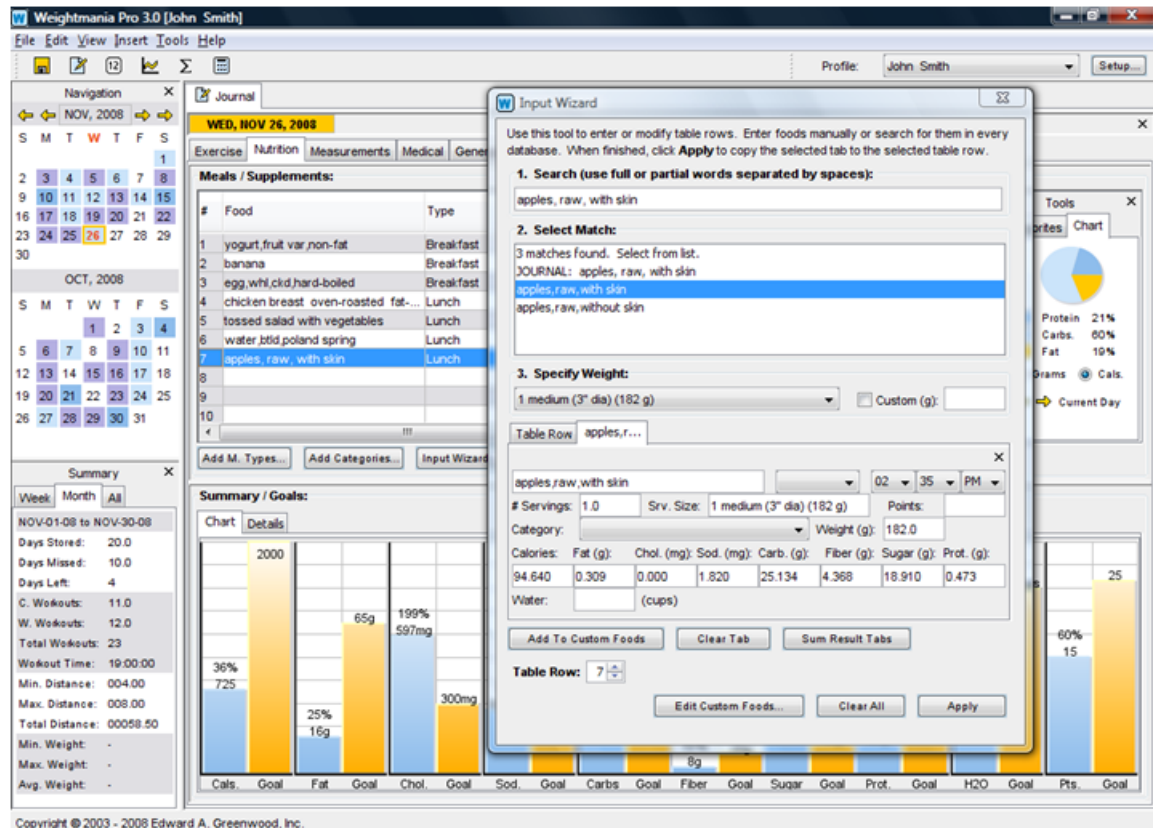 Weightmania Pro 3.0 [John Smith]
File Edit View Insert Tools Help
12
Profile: John Smith Setup...
Navigation
NOV, 2008
S M T W T F S
1
2 3 4 5 6 7 8
9 10 11 12 13 14 15
16 17 18 19 20 21 22
23 24 25 26 27 28 29
30
OCT, 2008
S M T W T F S
1 2 3 4
5 6 7 8 9 10 11
12 13 14 15 16 17 18
19 20 21 22 23 24 25
26 27 28 29 30 31
Summary
Week Month All
NOV-01-08 to NOV-30-08
Days Stored: 20.0
Days Missed: 10.0
Days Left: 4
C. Workouts: 11.0
W. Workouts: 12.0
Total Workouts: 23
Workout Time: 19:00:00
Min. Distance: 004.00
Max. Distance: 008.00
Total Distance: 00058.50
Min. Weight: -
Max. Weight: -
Avg. Weight: -
Journal
WED, NOV 26, 2008
Exercise Nutrition Measurements Medical Gener
Meals / Supplements:
# Food Type
1 yogurt,fruit var,non-fat Breakfast
2 banana Breakfast
3 egg,whl,ckd,hard-boiled Breakfast
4 chicken breast oven-roasted fat-... Lunch
5 tossed salad with vegetables Lunch
6 water,btld,poland spring Lunch
7 apples, raw, with skin Lunch
8
9
10
Add M. Types... Add Categories... Input Wizard
Summary / Goals:
Chart Details
2000
65g
199%
597mg
36%
725
300mg
25%
16g
8g
25
60%
15
Cals. Goal Fat Goal Chol. Goal Sod. Goal Carbs Goal Fiber Goal Sugar Goal Prot. Goal H2O Goal Pts. Goal
Input Wizard
Use this tool to enter or modify table rows. Enter foods manually or search for them in every
database. When finished, click Apply to copy the selected tab to the selected table row.
1. Search (use full or partial words separated by spaces):
apples, raw, with skin
2. Select Match:
3 matches found. Select from list.
JOURNAL: apples, raw, with skin
apples,raw,with skin
apples,raw,without skin
3. Specify Weight:
1 medium (3" dia) (182 g) Custom (g):
Table Row apples,r...
apples,raw,with skin 02 35 PM
# Servings: 1.0 Srv. Size: 1 medium (3" dia) (182 g) Points:
Category: Weight (g): 182.0
Calories: Fat (g): Chol. (mg): Sod. (mg): Carb. (g): Fiber (g): Sugar (g): Prot. (g):
94.640 0.309 0.000 1.820 25.134 4.368 18.910 0.473
Water: (cups)
Add To Custom Foods Clear Tab Sum Result Tabs
Table Row: 7
Edit Custom Foods... Clear All Apply
Tools
orites Chart
Protein 21%
Carbs. 60%
Fat 19%
Grams Cals.
Current Day
Copyright © 2003 - 2008 Edward A. Greenwood, Inc.